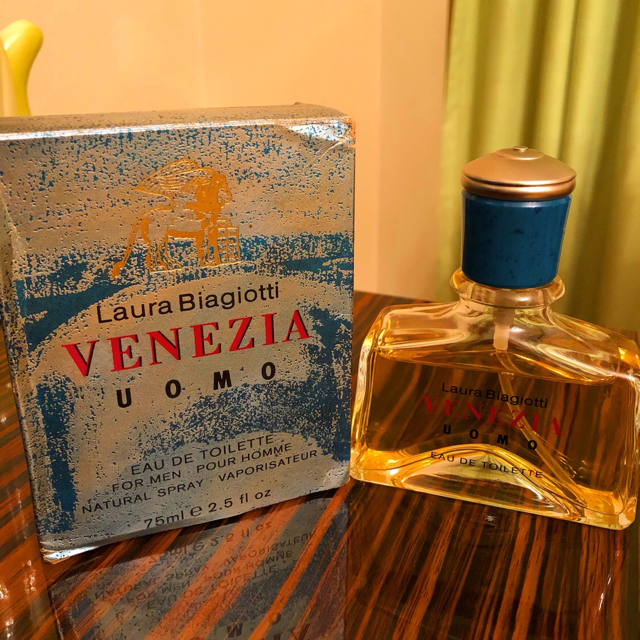 Laura Biagiotti
VENEZIA
UOMO
EAU DE TOILETTE
FOR MEN · POUR HOMME
NATURAL SPRAY · VAPORISATEUR
75ml e 2.5 fl oz
Laura Biagiotti
VENEZIA
UOMO
EAU DE TOILETTE